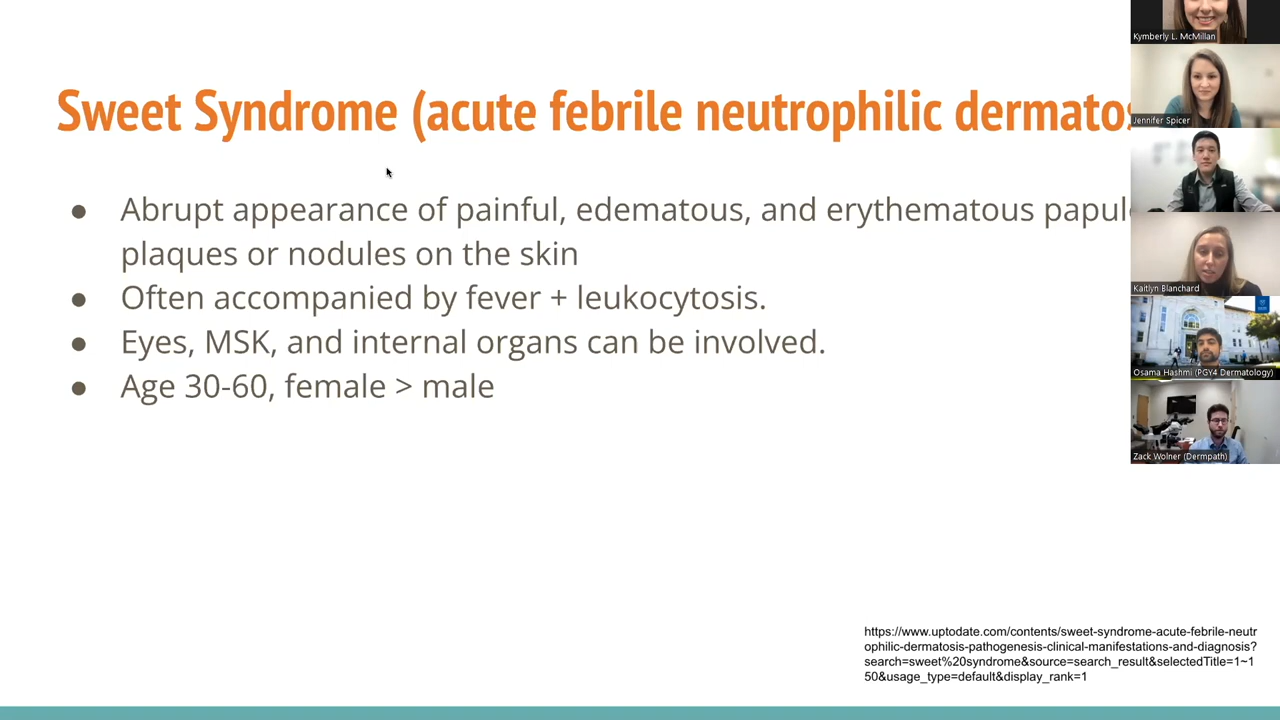 Sweet Syndrome (acute febrile neutrophilic dermatos
● Abrupt appearance of painful, edematous, and erythematous papul
plaques or nodules on the skin
● Often accompanied by fever + leukocytosis.
● Eyes, MSK, and internal organs can be involved.
● Age 30-60, female > male
https://www.uptodate.com/contents/sweet-syndrome-acute-febrile-neutr
ophilic-dermatosis-pathogenesis-clinical-manifestations-and-diagnosis?
search=sweet%20syndrome&source=search_result&selectedTitle=1~1
50&usage_type=default&display_rank=1
Kymberly L. McMillan
Jennifer Spicer
Kaitlyn Blanchard
Osama Hashmi (PGY4 Dermatology)
Zack Wolner (Dermpath)